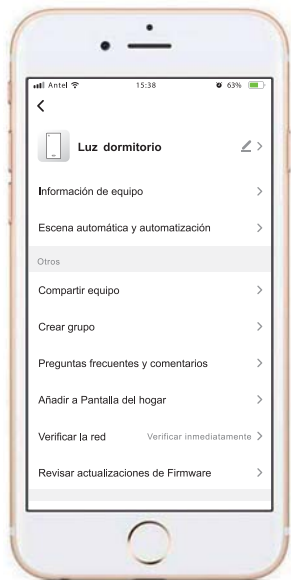 Antel 15:38 63%
Luz dormitorio
Información de equipo
Escena automática y automatización
Otros
Compartir equipo
Crear grupo
Preguntas frecuentes y comentarios
Añadir a Pantalla del hogar
Verificar la red Verificar inmediatamente
Revisar actualizaciones de Firmware